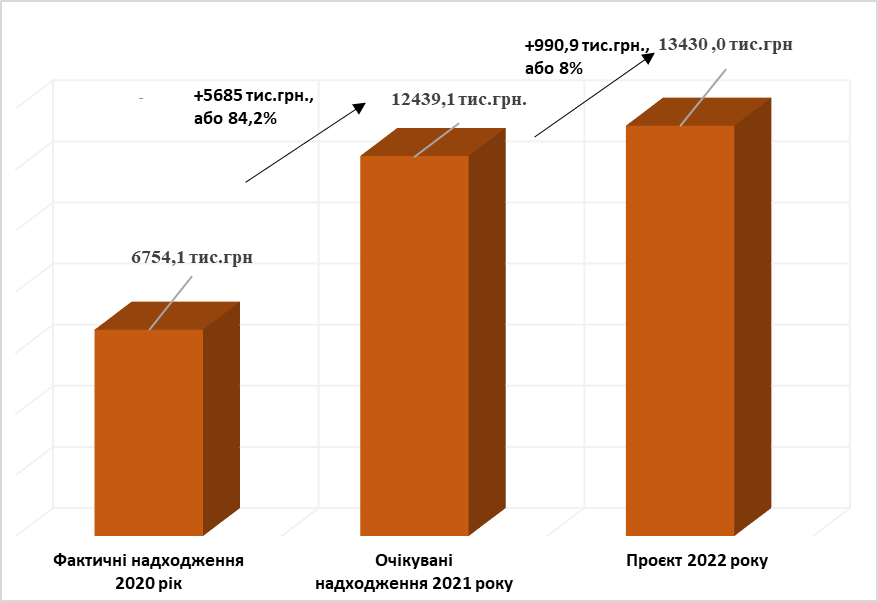 +990,9 тис.грн.,
або 8%
13430 ,0 тис.грн
+5685 тис.грн.,
або 84,2%
12439,1 тис.грн.
-
6754,1 тис.грн
Фактичні надходження
2020 рік
Очікувані
надходження 2021 року
Проєкт 2022 року